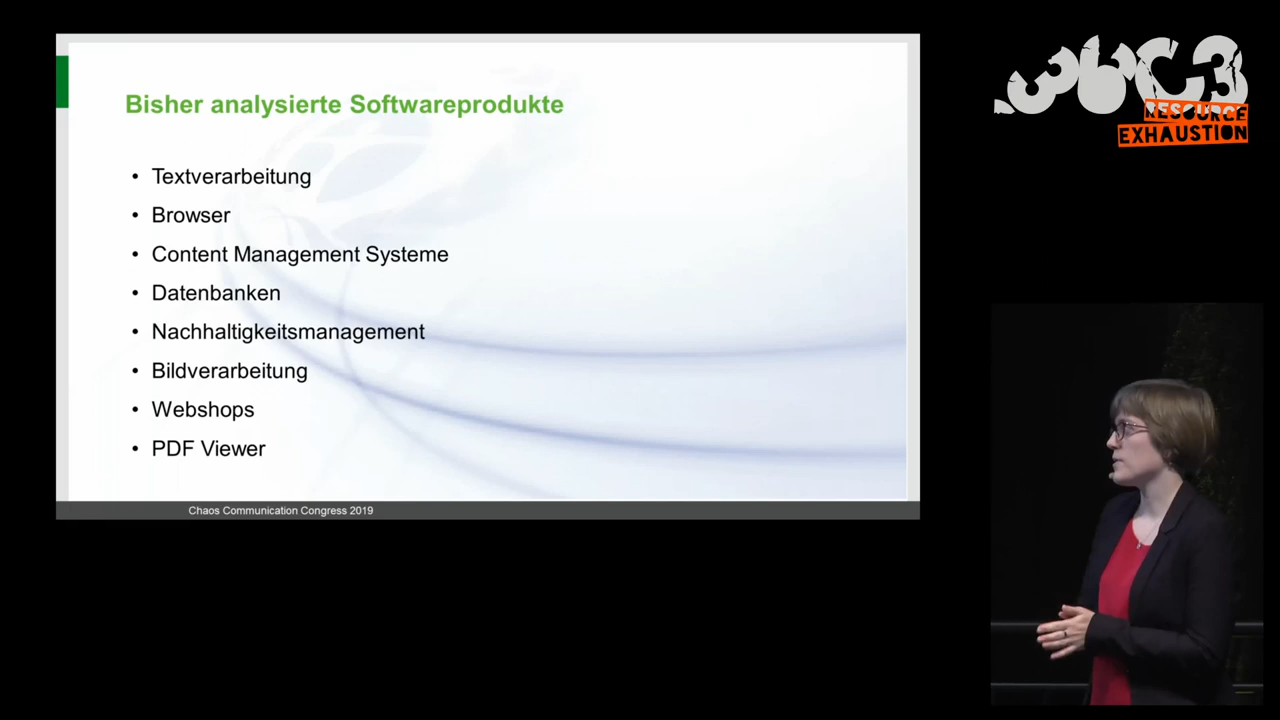 Bisher analysierte Softwareprodukte
• Textverarbeitung
• Browser
• Content Management Systeme
• Datenbanken
• Nachhaltigkeitsmanagement
• Bildverarbeitung
• Webshops
• PDF Viewer
Chaos Communication Congress 2019
36C3
RESOURCE
EXHAUSTION